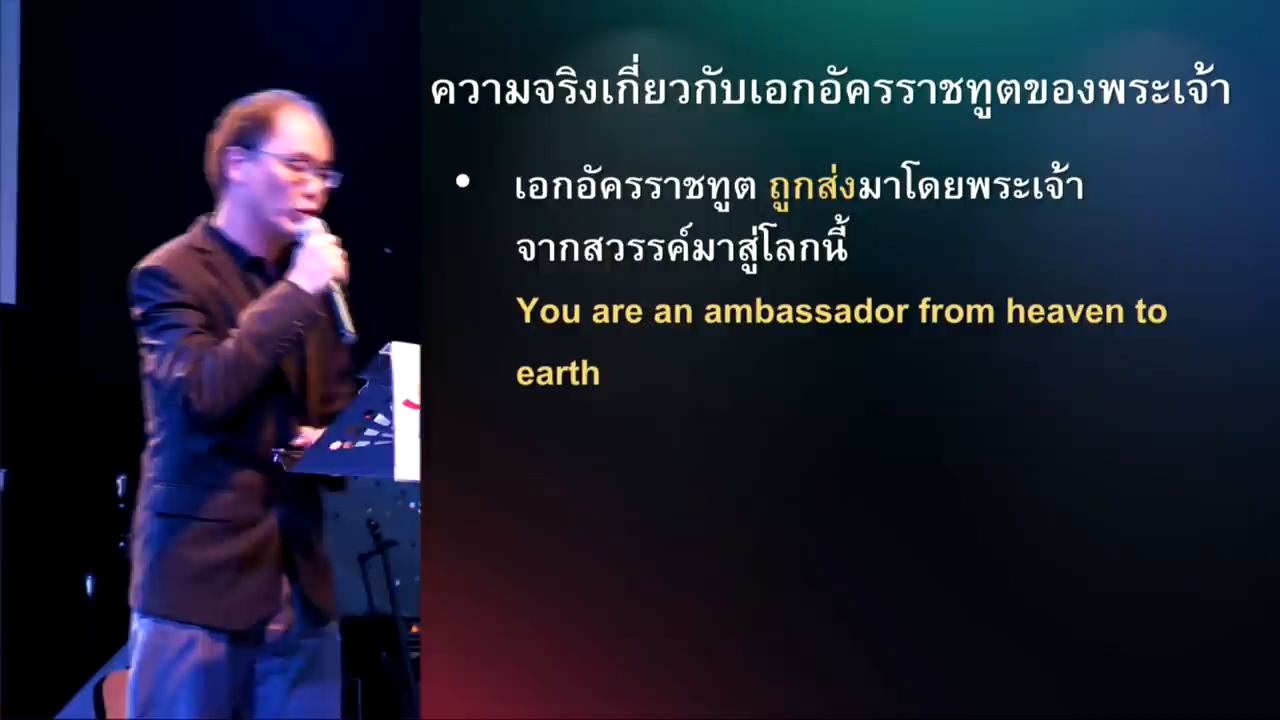 ความจริงเกี่ยวกับเอกอัครราชทูตของพระเจ้า
• เอกอัครราชทูต ถูกส่งมาโดยพระเจ้า
จากสวรรค์มาสู่โลกนี้
You are an ambassador from heaven to
earth